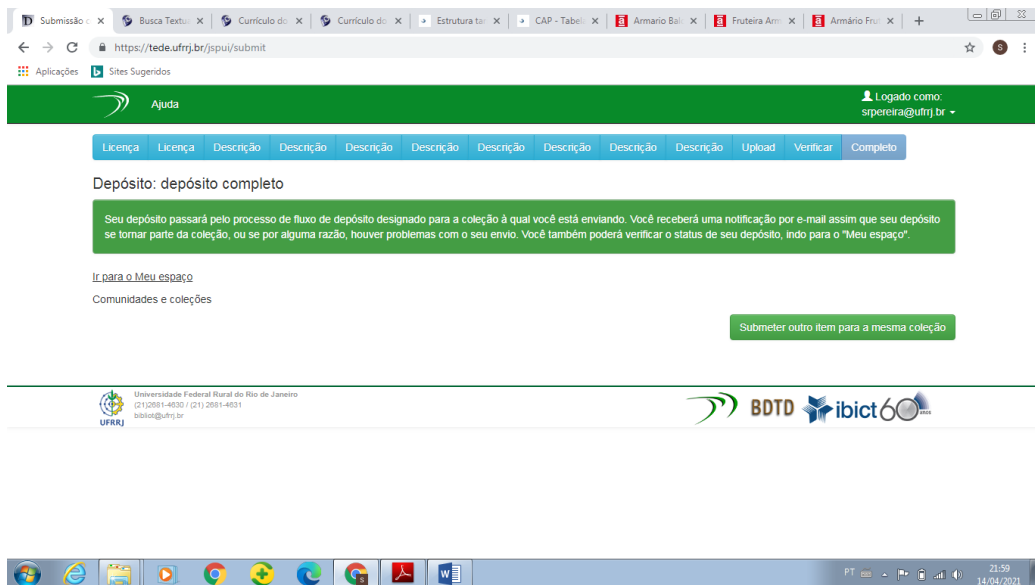 Submissão
Busca Textu
Currículo do
Currículo do
Estrutura tar
CAP - Tabel
Armario Bal
Fruteira Arm
Armário Frut
https://tede.ufrrj.br/jspui/submit
S
Aplicações
Sites Sugeridos
Ajuda
Logado como:
srpereira@ufrrj.br
Licença Licença Descrição Descrição Descrição Descrição Descrição Descrição Descrição Descrição Upload Verificar Completo
Depósito: depósito completo
Seu depósito passará pelo processo de fluxo de depósito designado para a coleção à qual você está enviando. Você receberá uma notificação por e-mail assim que seu depósito
se tornar parte da coleção, ou se por alguma razão, houver problemas com o seu envio. Você também poderá verificar o status de seu depósito, indo para o "Meu espaço".
Ir para o Meu espaço
Comunidades e coleções
Submeter outro item para a mesma coleção
Universidade Federal Rural do Rio de Janeiro
(21)2681-4630 / (21) 2681-4631
bibliot@ufrrj.br
UFRRJ
BDTD
ibict 60 anos
PT
21:59
14/04/2021